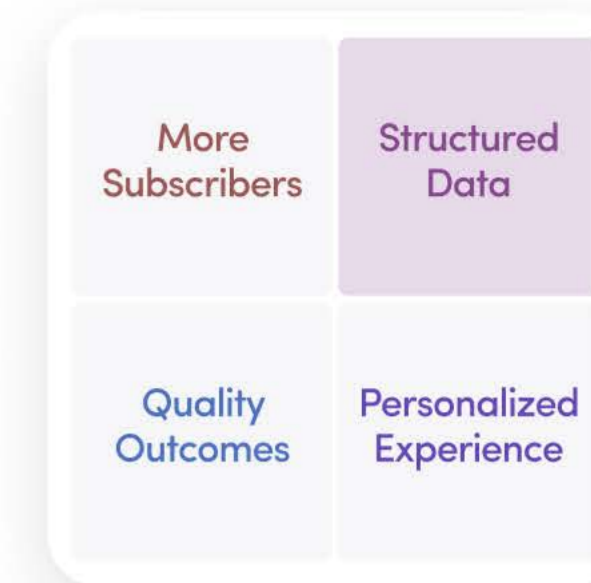 More
Subscribers
Structured
Data
Quality
Outcomes
Personalized
Experience